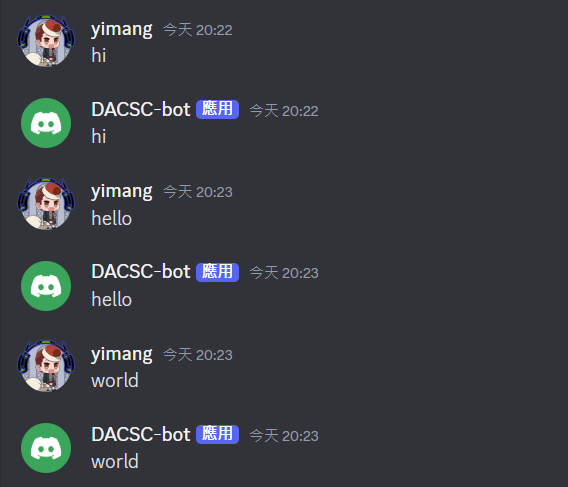 yimang 今天 20:22
hi
DACSC-bot 應用 今天 20:22
hi
yimang 今天 20:23
hello
DACSC-bot 應用 今天 20:23
hello
yimang 今天 20:23
world
DACSC-bot 應用 今天 20:23
world